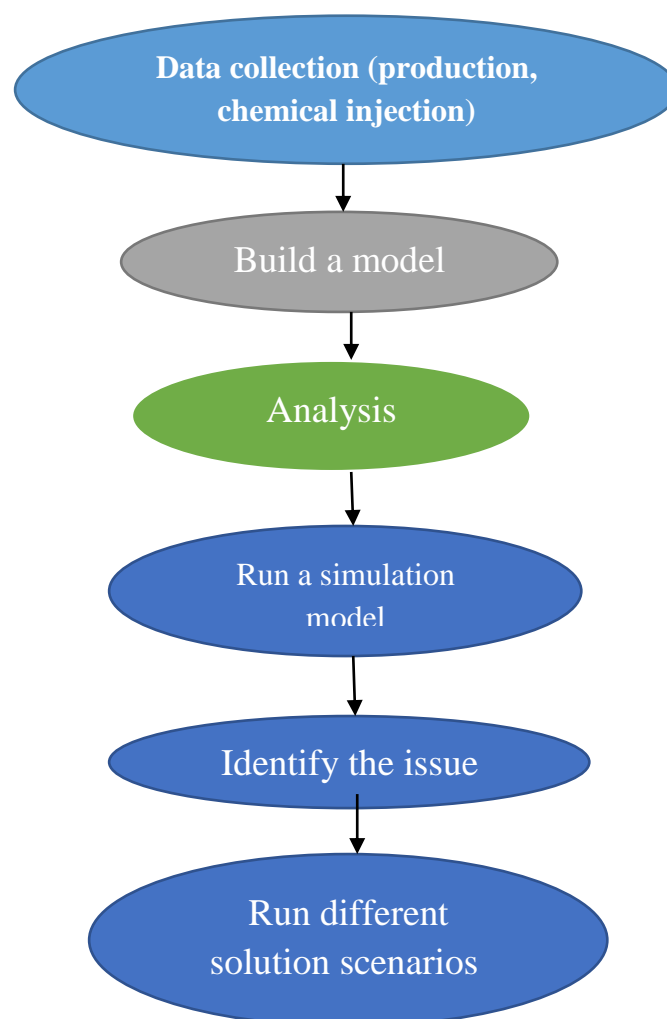 Data collection (production,
chemical injection)
Build a model
Analysis
Run a simulation
model
Identify the issue
Run different
solution scenarios